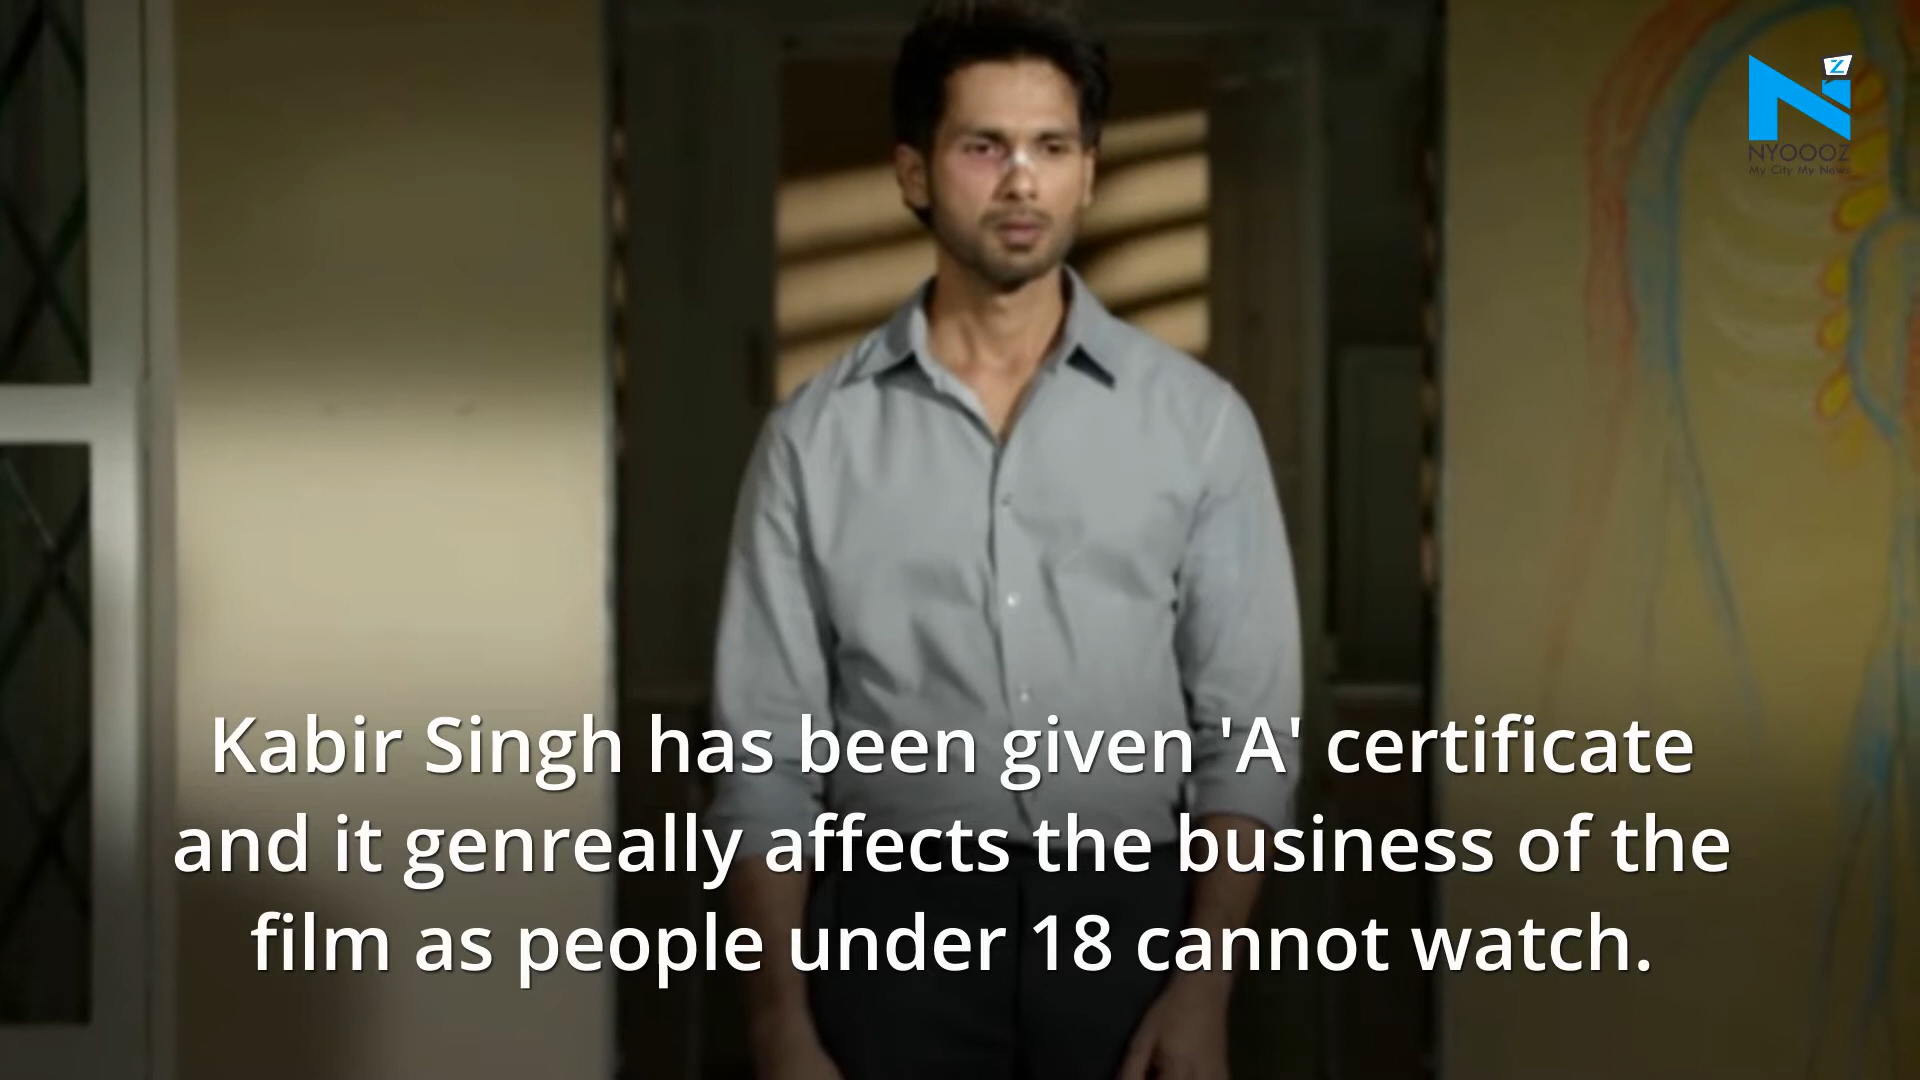 Z
NYOOOZ
My City My News
Kabir Singh has been given 'A' certificate
and it genreally affects the business of the
film as people under 18 cannot watch.